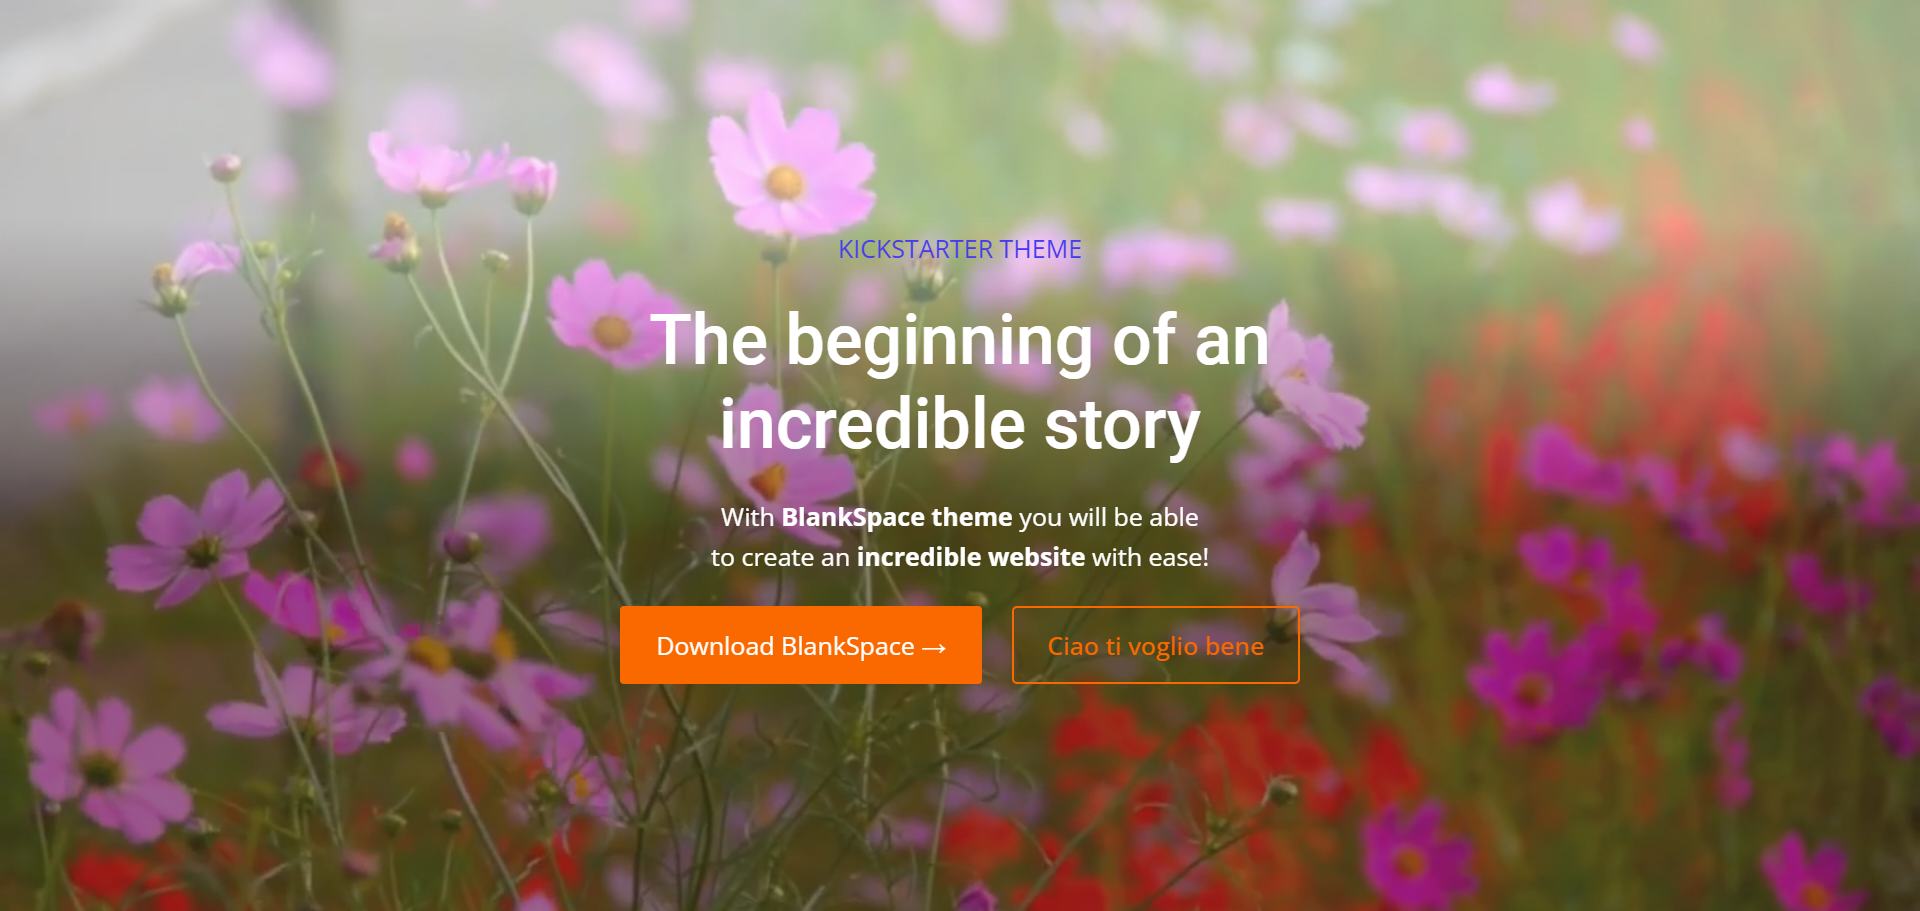 KICKSTARTER THEME
The beginning of an
incredible story
With BlankSpace theme you will be able
to create an incredible website with ease!
Download BlankSpace →
Ciao ti voglio bene